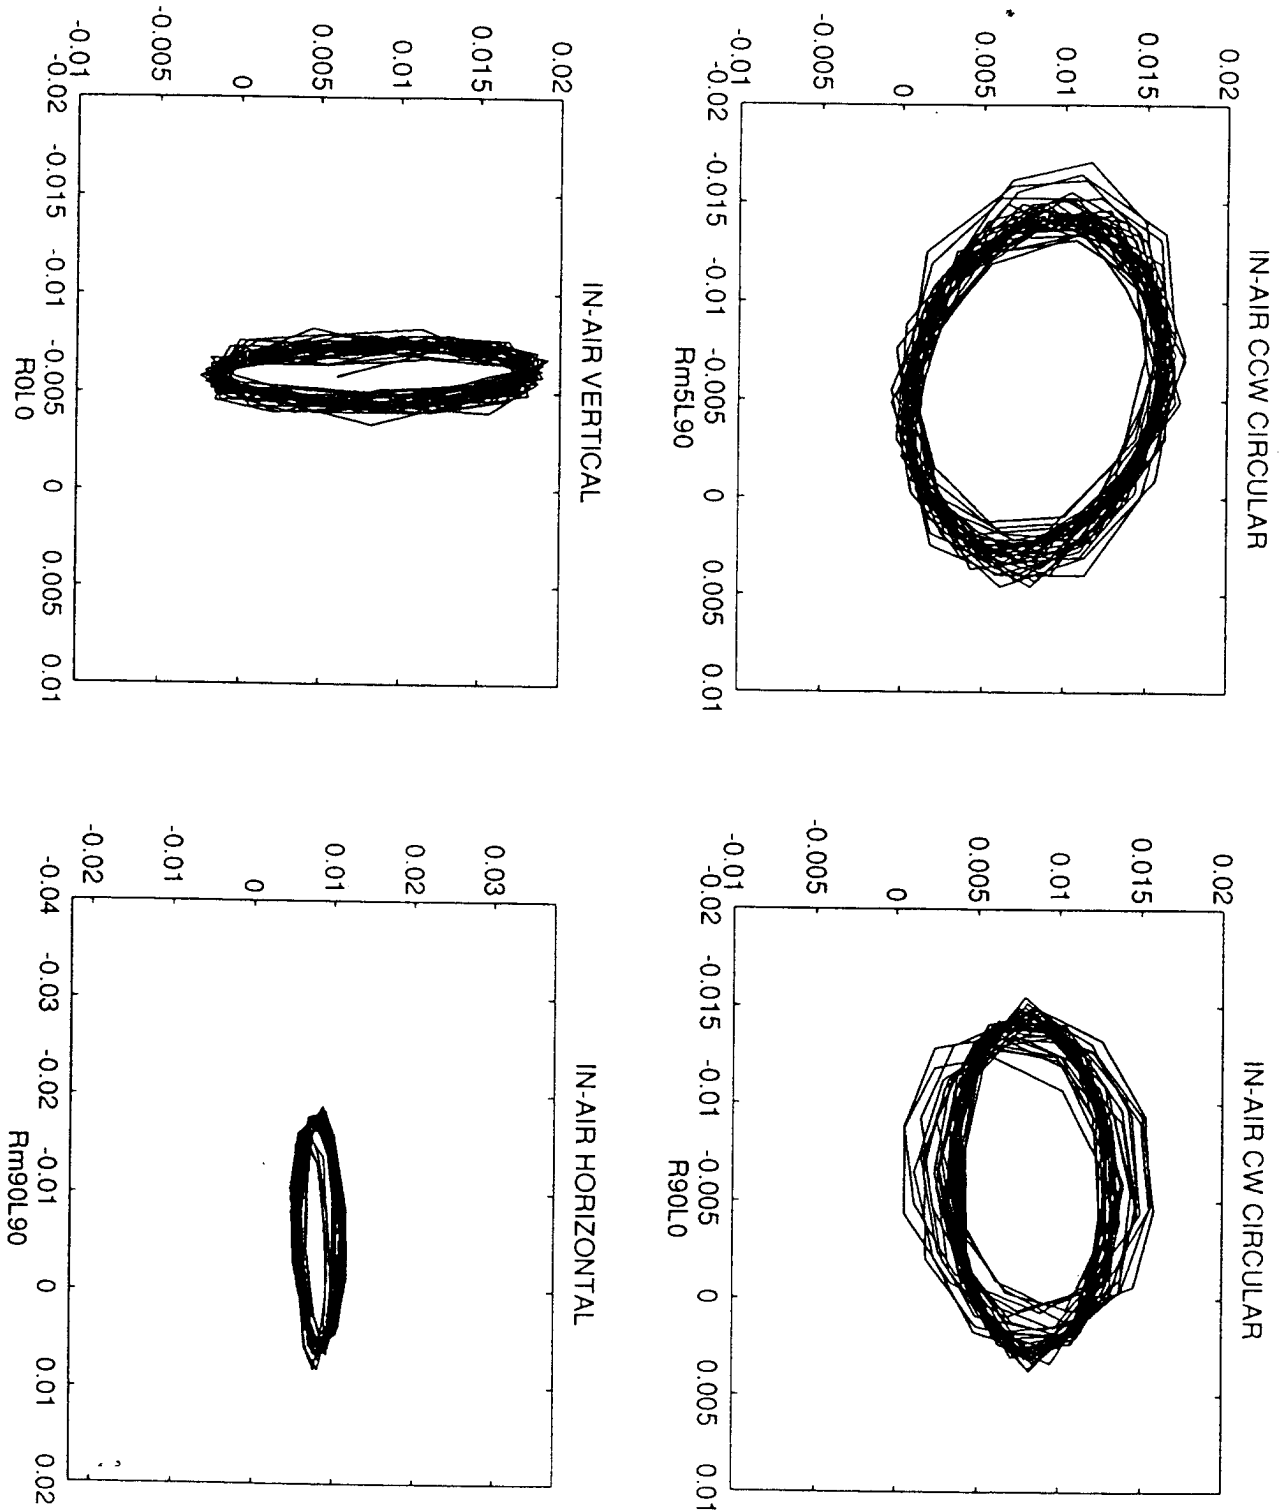 IN-AIR CCW CIRCULAR
0.02
0.015
0.01
0.005
0
-0.005
-0.01
-0.02 -0.015 -0.01 -0.005 0 0.005 0.01
Rm5L90
IN-AIR CW CIRCULAR
0.02
0.015
0.01
0.005
0
-0.005
-0.01
-0.02 -0.015 -0.01 -0.005 0 0.005 0.01
R90L0
IN-AIR VERTICAL
0.02
0.015
0.01
0.005
0
-0.005
-0.01
-0.02 -0.015 -0.01 -0.005 0 0.005 0.01
R0L0
IN-AIR HORIZONTAL
0.03
0.02
0.01
0
-0.01
-0.02
-0.04 -0.03 -0.02 -0.01 0 0.01 0.02
Rm90L90